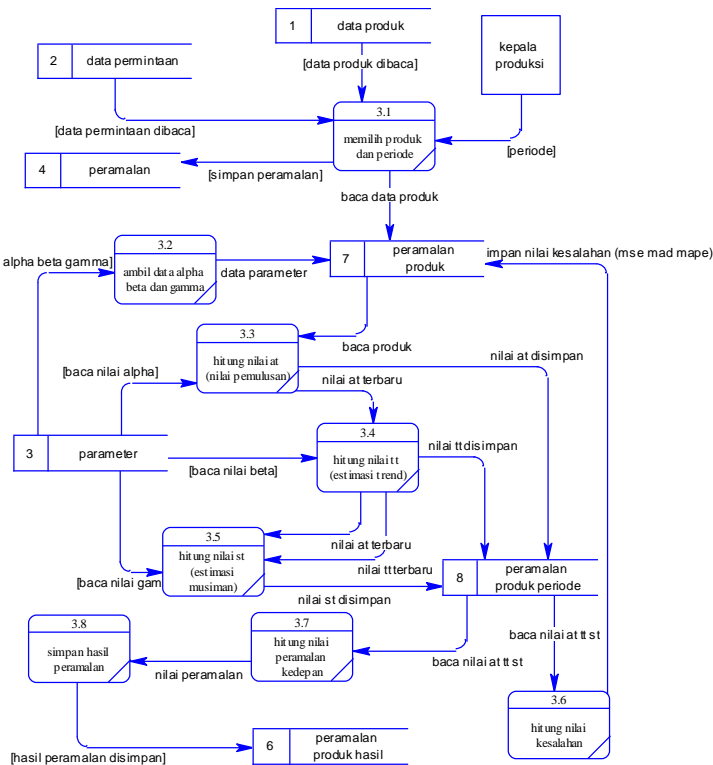 1 data produk
kepala
produksi
2 data permintaan
[data produk dibaca]
3.1
memilih produk
dan periode
[data permintaan dibaca]
[periode]
4 peramalan
[simpan peramalan]
baca data produk
3.2
ambil data alpha
beta dan gamma
alpha beta gamma]
data parameter
7 peramalan
produk
impan nilai kesalahan (mse mad mape)
3.3
hitung nilai at
(nilai pemulusan)
baca produk
nilai at disimpan
[baca nilai alpha]
nilai at terbaru
3.4
hitung nilai tt
(estimasi trend)
nilai tt disimpan
3 parameter
[baca nilai beta]
3.5
hitung nilai st
(estimasi
musiman)
nilai at terbaru
nilai tt terbaru
[baca nilai gam
8 peramalan
produk periode
nilai st disimpan
3.8
simpan hasil
peramalan
3.7
hitung nilai
peramalan
kedepan
baca nilai at tt st
baca nilai at tt st
nilai peramalan
3.6
hitung nilai
kesalahan
6 peramalan
produk hasil
[hasil peramalan disimpan]